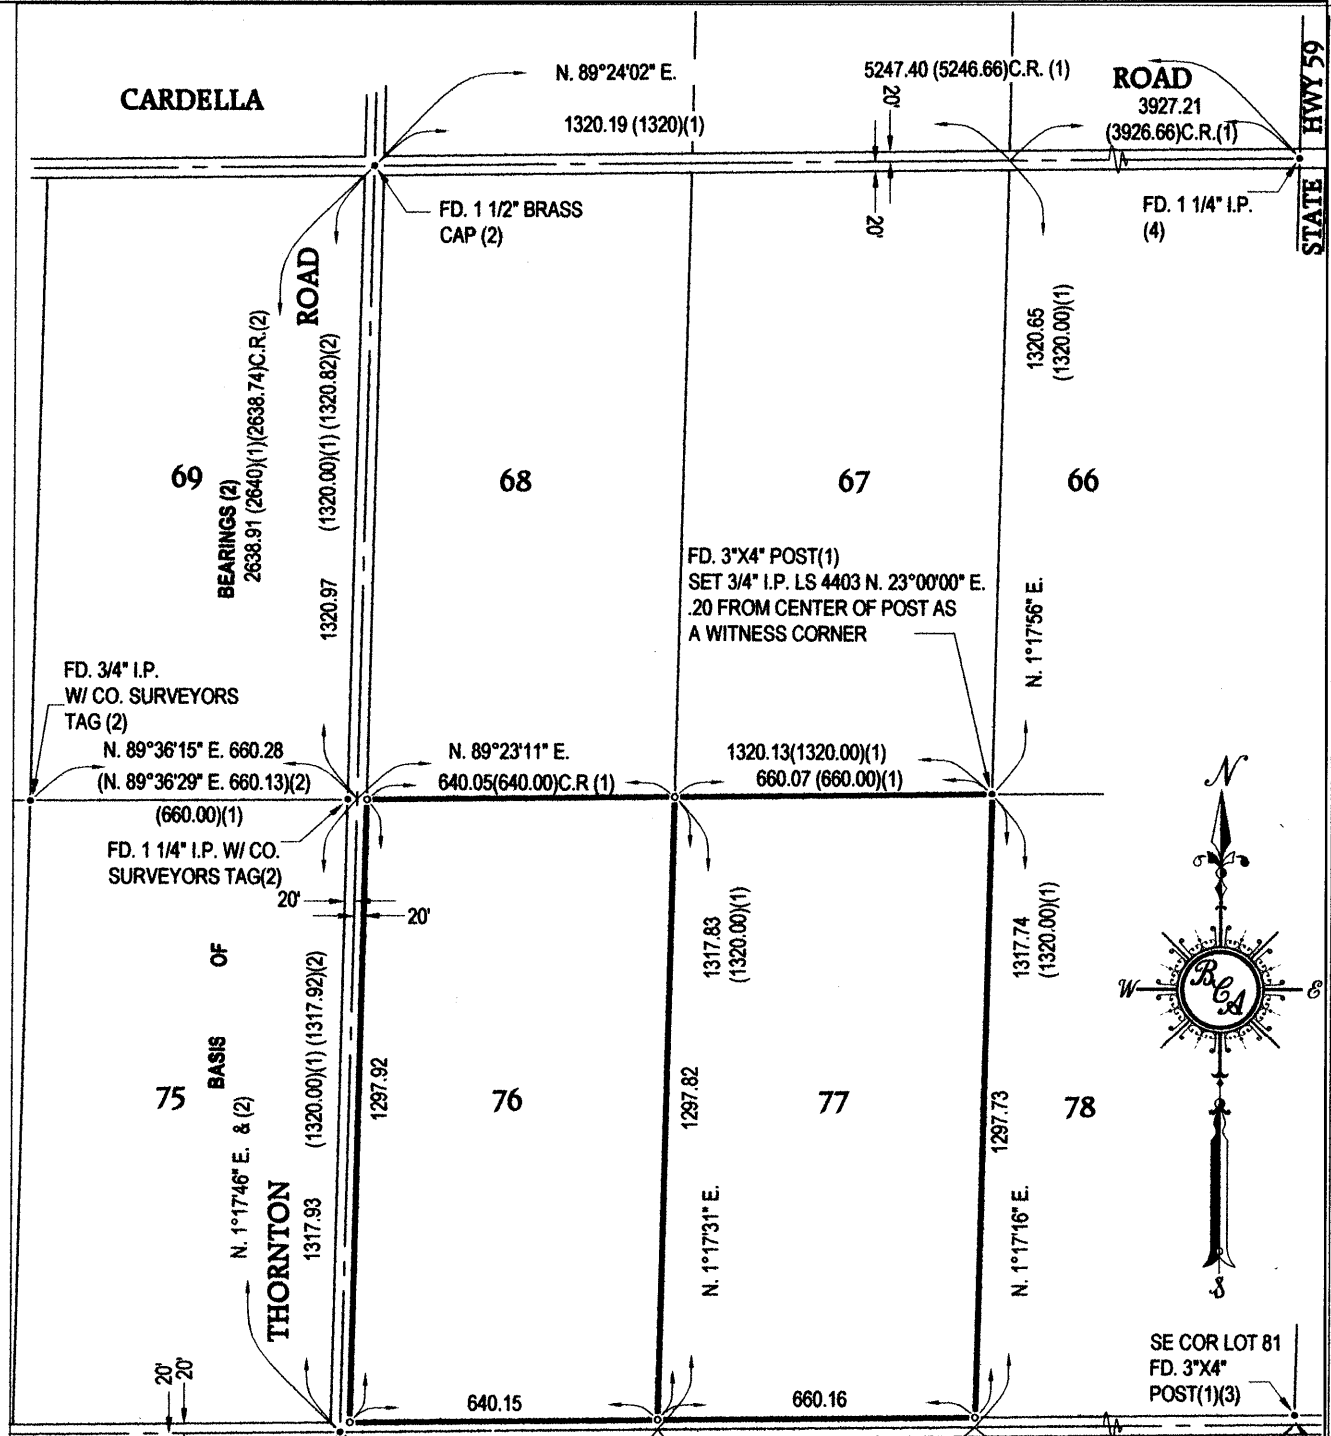 CARDELLA
N. 89°24'02" E.
1320.19 (1320)(1)
5247.40 (5246.66)C.R. (1)
20'
ROAD
3927.21
(3926.66)C.R.(1)
STATE HWY 59
FD. 1 1/2" BRASS
CAP (2)
20'
FD. 1 1/4" I.P.
(4)
ROAD
2638.91 (2640)(1)(2638.74)C.R.(2)
BEARINGS (2)
1320.97 (1320.00)(1) (1320.82)(2)
1320.65
(1320.00)(1)
69
68
67
66
FD. 3"X4" POST(1)
SET 3/4" I.P. LS 4403 N. 23°00'00" E.
.20 FROM CENTER OF POST AS
A WITNESS CORNER
N. 1°17'56" E.
FD. 3/4" I.P.
W/ CO. SURVEYORS
TAG (2)
N. 89°36'15" E. 660.28
(N. 89°36'29" E. 660.13)(2)
(660.00)(1)
N. 89°23'11" E.
640.05(640.00)C.R (1)
1320.13(1320.00)(1)
660.07 (660.00)(1)
FD. 1 1/4" I.P. W/ CO.
SURVEYORS TAG(2)
20'
20'
N
W
BCA
E
S
BASIS OF
N. 1°17'46" E. & (2)
1317.93 (1320.00)(1) (1317.92)(2)
1297.92
1317.83
(1320.00)(1)
1297.82
N. 1°17'31" E.
1317.74
(1320.00)(1)
1297.73
N. 1°17'16" E.
75
76
77
78
THORNTON
20'
20'
640.15
660.16
SE COR LOT 81
FD. 3"X4"
POST(1)(3)